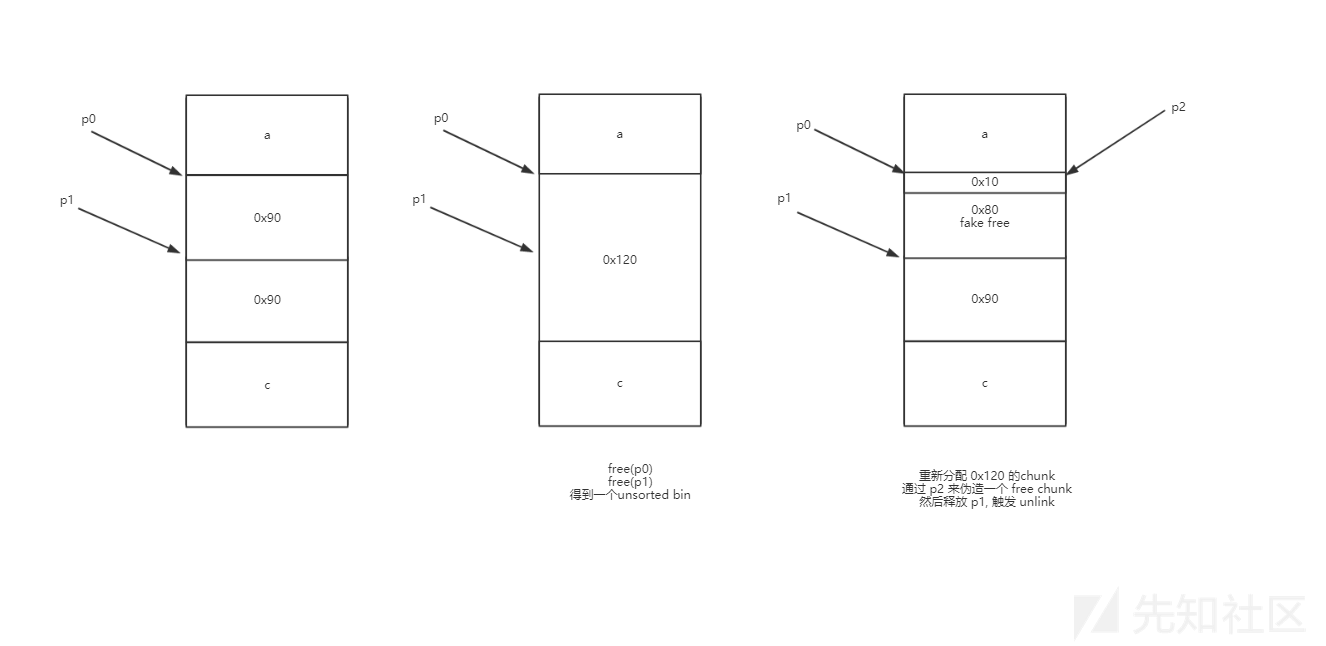 p0
p1
a
0x90
0x90
c
p0
p1
a
0x120
c
free(p0)
free(p1)
得到一个unsorted bin
p0
p1
p2
a
0x10
0x80
fake free
0x90
c
重新分配 0x120 的chunk
通过 p2 来伪造一个 free chunk
然后释放 p1, 触发 unlink
先知社区